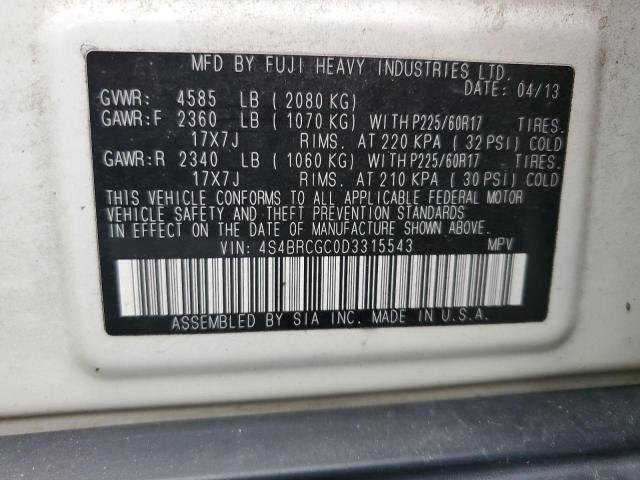 MFD BY FUJI HEAVY INDUSTRIES LTD.
DATE: 04/13
GVWR: 4585 LB (2080 KG)
GAWR:F 2360 LB (1070 KG) WITH P225/60R17 TIRES.
17X7J RIMS. AT 220 KPA (32 PSI) COLD
GAWR:R 2340 LB (1060 KG) WITH P225/60R17 TIRES.
17X7J RIMS. AT 210 KPA (30 PSI) COLD
THIS VEHICLE CONFORMS TO ALL APPLICABLE FEDERAL MOTOR
VEHICLE SAFETY AND THEFT PREVENTION STANDARDS
IN EFFECT ON THE DATE OF MANUFACTURE SHOWN ABOVE.
VIN: 4S4BRCGC0D3315543 MPV
ASSEMBLED BY SIA INC. MADE IN U.S.A.